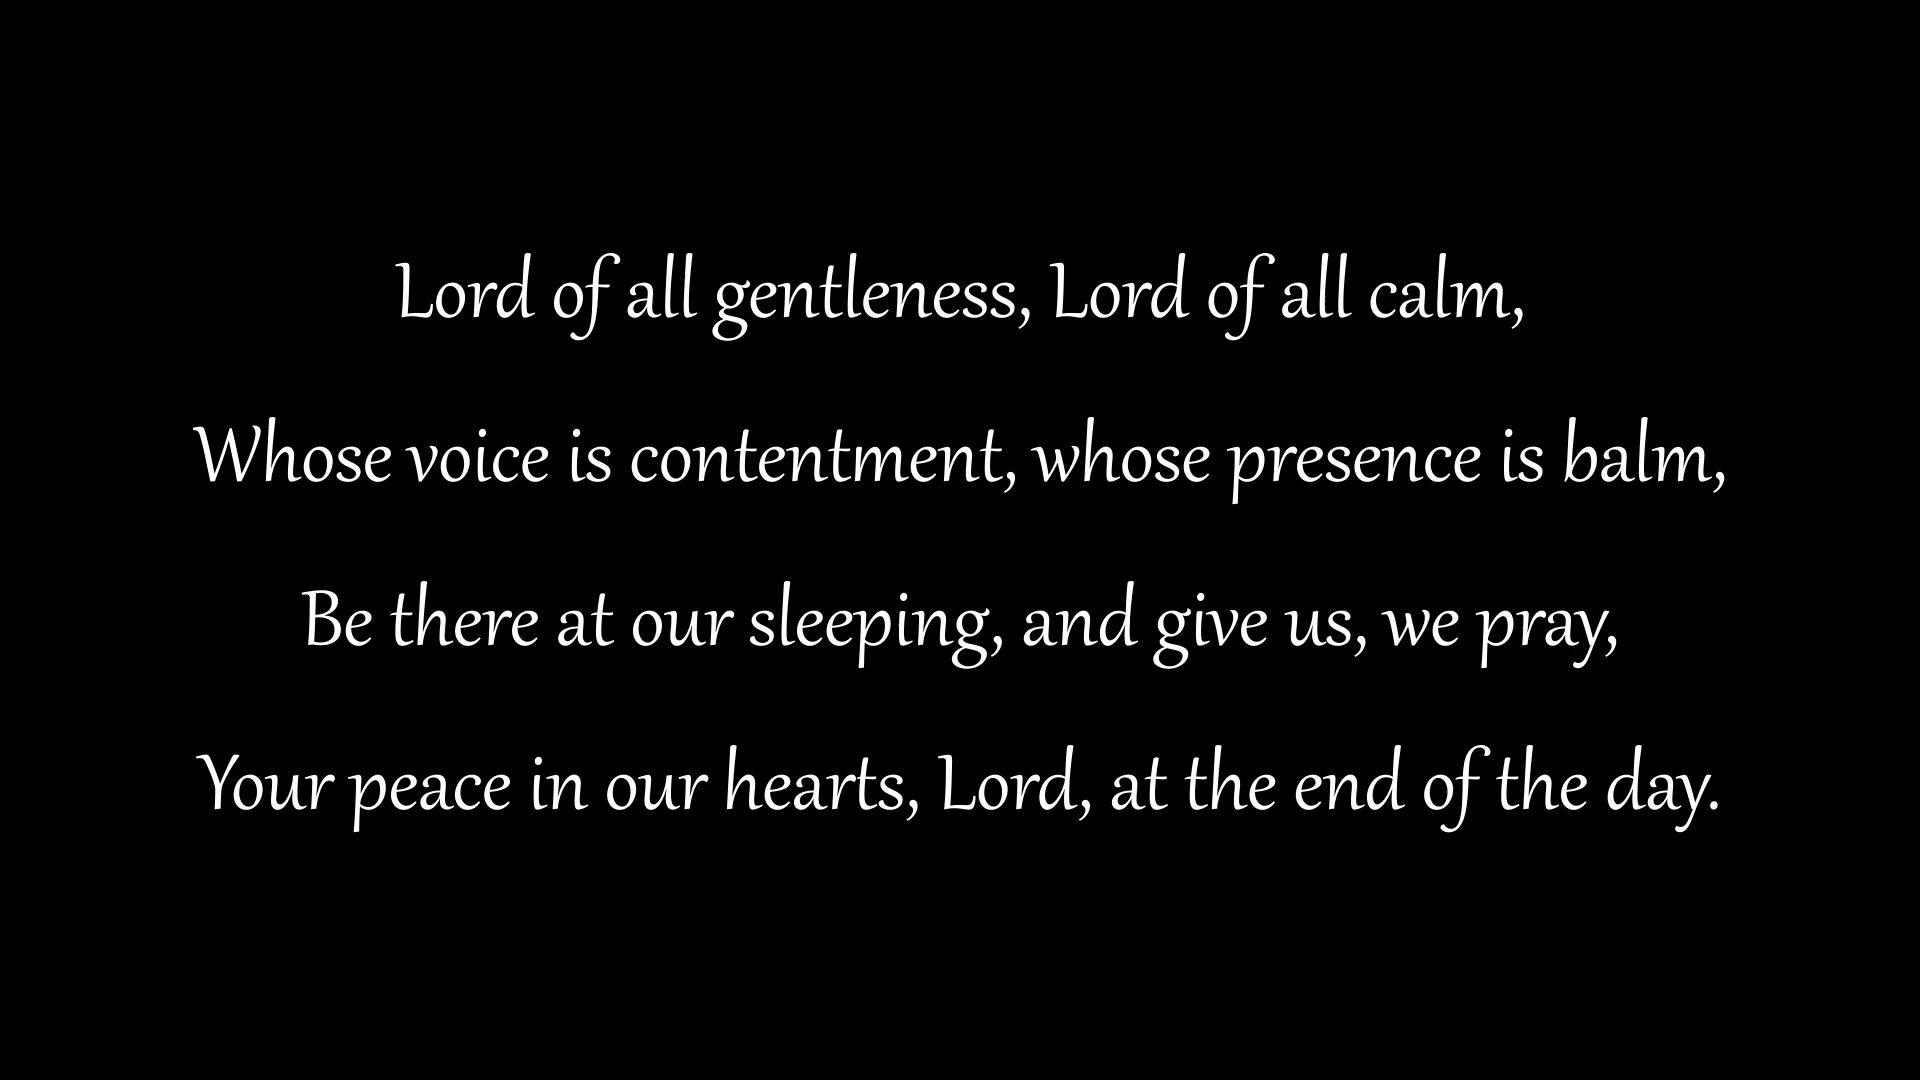 Lord of all gentleness, Lord of all calm,
Whose voice is contentment, whose presence is balm,
Be there at our sleeping, and give us, we pray,
Your peace in our hearts, Lord, at the end of the day.